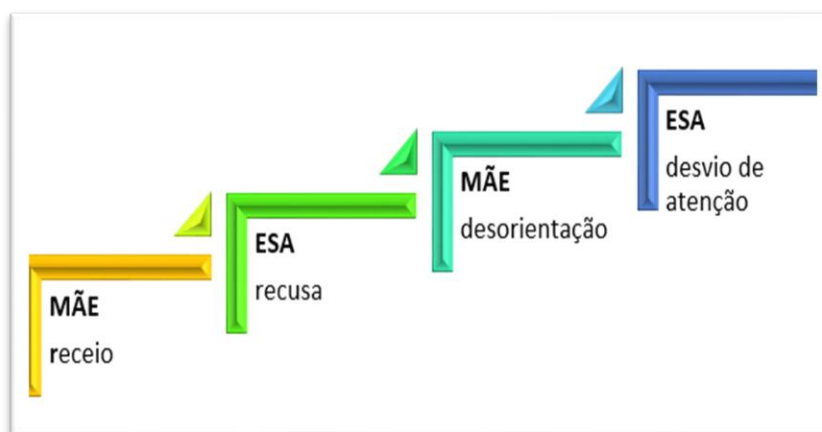 MÃE
receio
ESA
recusa
MÃE
desorientação
ESA
desvio de
atenção